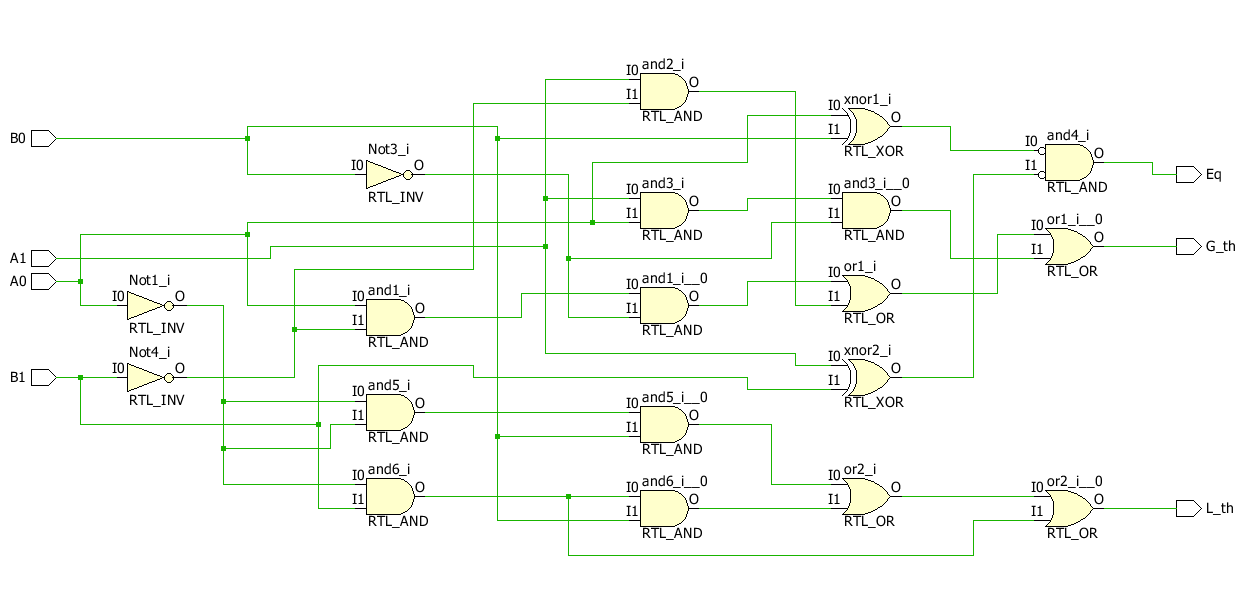 and2_i
I0
O
I1
RTL_AND
xnor1_i
I0
O
I1
RTL_XOR
B0
Not3_i
I0
O
RTL_INV
and4_i
I0
O
I1
RTL_AND
Eq
and3_i
I0
O
I1
RTL_AND
and3_i__0
I0
O
I1
RTL_AND
or1_i__0
I0
O
I1
RTL_OR
G_th
A1
A0
Not1_i
I0
O
RTL_INV
and1_i
I0
O
I1
RTL_AND
and1_i__0
I0
O
I1
RTL_AND
or1_i
I0
O
I1
RTL_OR
B1
Not4_i
I0
O
RTL_INV
xnor2_i
I0
O
I1
RTL_XOR
and5_i
I0
O
I1
RTL_AND
and5_i__0
I0
O
I1
RTL_AND
and6_i
I0
O
I1
RTL_AND
and6_i__0
I0
O
I1
RTL_AND
or2_i
I0
O
I1
RTL_OR
or2_i__0
I0
O
I1
RTL_OR
L_th